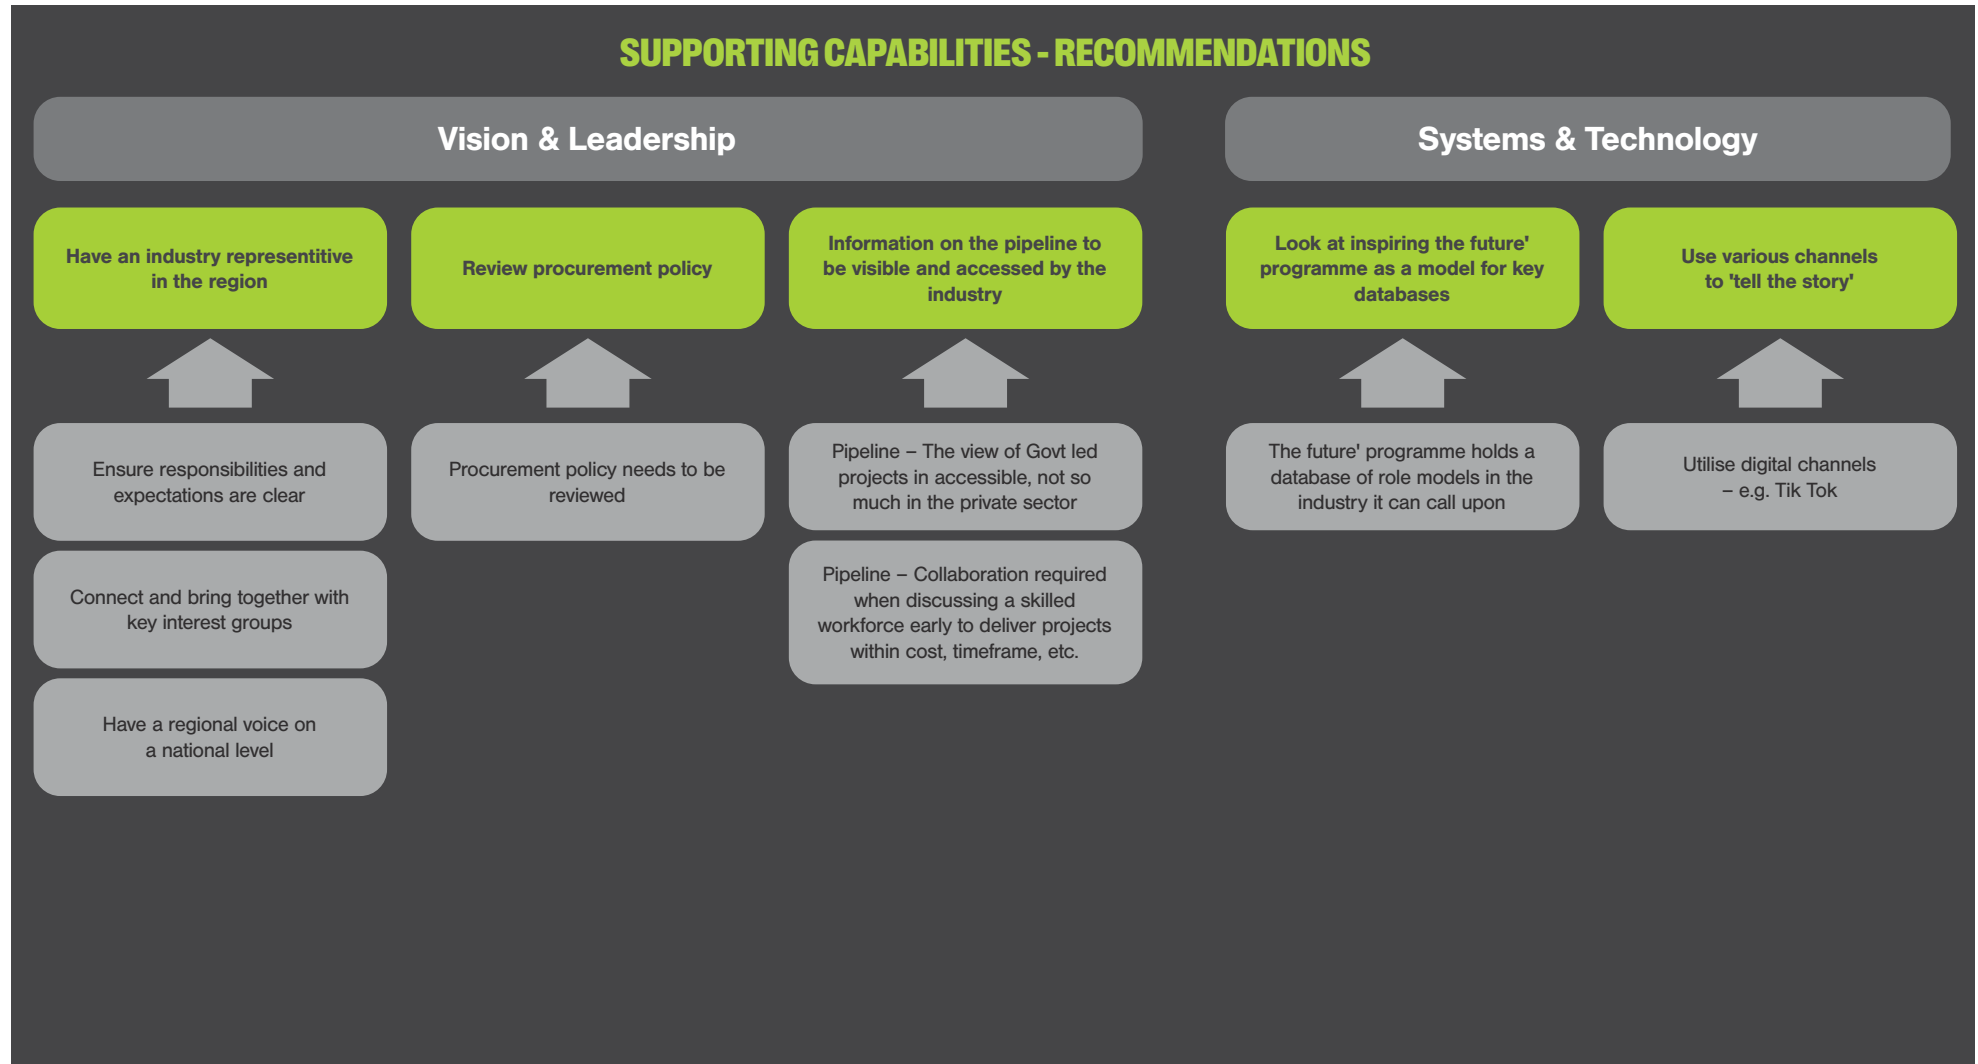 SUPPORTING CAPABILITIES - RECOMMENDATIONS
Vision & Leadership
Have an industry representitive
in the region
Ensure responsibilities and
expectations are clear
Connect and bring together with
key interest groups
Have a regional voice on
a national level
Review procurement policy
Procurement policy needs to be
reviewed
Information on the pipeline to
be visible and accessed by the
industry
Pipeline – The view of Govt led
projects in accessible, not so
much in the private sector
Pipeline – Collaboration required
when discussing a skilled
workforce early to deliver projects
within cost, timeframe, etc.
Systems & Technology
Look at inspiring the future'
programme as a model for key
databases
The future' programme holds a
database of role models in the
industry it can call upon
Use various channels
to 'tell the story'
Utilise digital channels
– e.g. Tik Tok